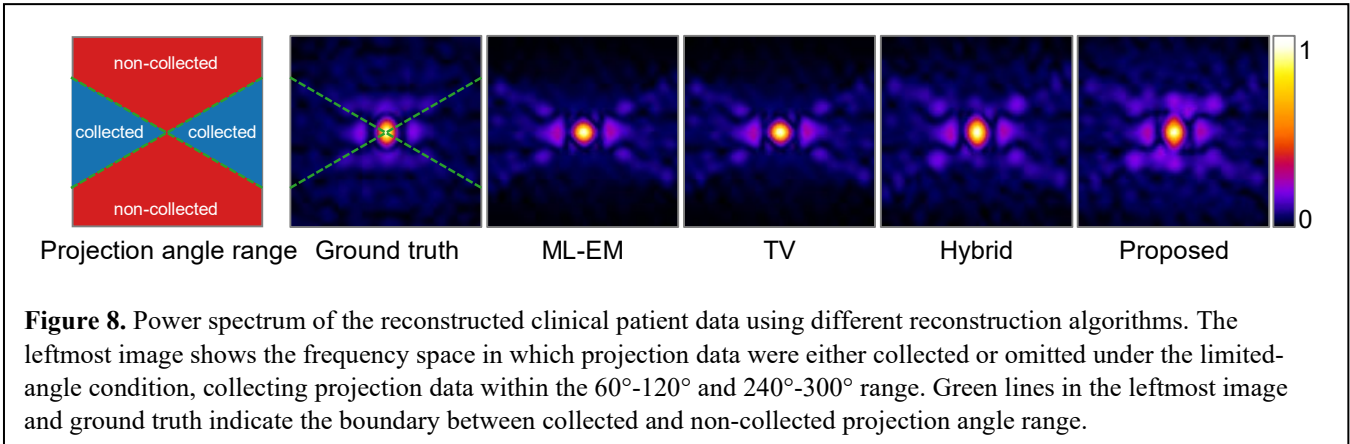 non-collected
collected collected
non-collected
1
0
Projection angle range Ground truth ML-EM TV Hybrid Proposed
Figure 8. Power spectrum of the reconstructed clinical patient data using different reconstruction algorithms. The
leftmost image shows the frequency space in which projection data were either collected or omitted under the limited-
angle condition, collecting projection data within the 60°-120° and 240°-300° range. Green lines in the leftmost image
and ground truth indicate the boundary between collected and non-collected projection angle range.